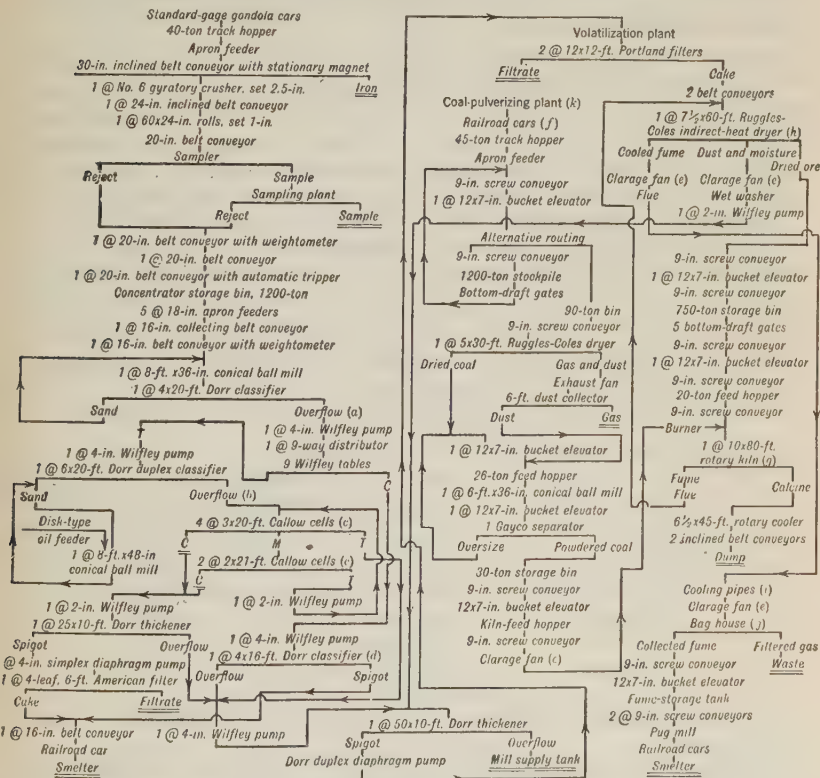 Standard-gage gondola cars
40-ton track hopper
Apron feeder
30-in. inclined belt conveyor with stationary magnet
1 @ No. 6 gyratory crusher, set 2.5-in.
Iron
1 @ 24-in. inclined belt conveyor
1 @ 60x24-in. rolls, set 1-in.
20-in. belt conveyor
Sampler
Reject
Sample
Sampling plant
Reject
Sample
1 @ 20-in. belt conveyor with weightometer
1 @ 20-in. belt conveyor
1 @ 20-in. belt conveyor with automatic tripper
Concentrator storage bin, 1200-ton
5 @ 18-in. apron feeders
1 @ 16-in. collecting belt conveyor
1 @ 16-in. belt conveyor with weightometer
1 @ 8-ft. x36-in. conical ball mill
1 @ 4x20-ft. Dorr classifier
Sand
Overflow (a)
1 @ 4-in. Wilfley pump
1 @ 9-way distributor
9 Wilfley tables
T
C
1 @ 4-in. Wilfley pump
1 @ 6x20-ft. Dorr duplex classifier
Sand
Overflow (b)
Disk-type
oil feeder
1 @ 8-ft. x48-in
conical ball mill
4 @ 3x20-ft. Callow cells (c)
C
M
T
2 @ 2x21-ft. Callow cells (c)
C
T
1 @ 2-in. Wilfley pump
1 @ 2-in. Wilfley pump
1 @ 25x10-ft. Dorr thickener
Spigot
Overflow
@ 4-in. simplex diaphragm pump
1 @ 4-leaf, 6-ft. American filter
Cake
Filtrate
1 @ 16-in. belt conveyor
Railroad car
Smelter
1 @ 4-in. Wilfley pump
1 @ 4x16-ft. Dorr classifier (d)
Overflow
Spigot
1 @ 4-in. Wilfley pump
1 @ 50x10-ft. Dorr thickener
Spigot
Overflow
Dorr duplex diaphragm pump
Mill supply tank
Volatilization plant
2 @ 12x12-ft. Portland filters
Filtrate
Cake
2 belt conveyors
1 @ 7½x60-ft. Ruggles-
Coles indirect-heat dryer (h)
Cooled fume
Dust and moisture
Dried ore
Clarage fan (e)
Flue
Clarage fan (e)
Wet washer
1 @ 2-in. Wilfley pump
Coal-pulverizing plant (k)
Railroad cars (f)
45-ton track hopper
Apron feeder
9-in. screw conveyor
1 @ 12x7-in. bucket elevator
Alternative routing
9-in. screw conveyor
1200-ton stockpile
Bottom-draft gates
90-ton bin
9-in. screw conveyor
1 @ 5x30-ft. Ruggles-Coles dryer
Dried coal
Gas and dust
Exhaust fan
6-ft. dust collector
Dust
Gas
1 @ 12x7-in. bucket elevator
26-ton feed hopper
1 @ 6-ft.x36-in. conical ball mill
1 @ 12x7-in. bucket elevator
1 Gayco separator
Oversize
Powdered coal
30-ton storage bin
9-in. screw conveyor
12x7-in. bucket elevator
Kiln-feed hopper
9-in. screw conveyor
Clarage fan (c)
9-in. screw conveyor
1 @ 12x7-in. bucket elevator
9-in. screw conveyor
750-ton storage bin
5 bottom-draft gates
9-in. screw conveyor
1 @ 12x7-in. bucket elevator
9-in. screw conveyor
20-ton feed hopper
9-in. screw conveyor
Burner
1 @ 10x80-ft.
rotary kiln (g)
Fume
Flue
Calcine
6½x45-ft. rotary cooler
2 inclined belt conveyors
Dump
Cooling pipes (i)
Clarage fan (e)
Bag house (j)
Collected fume
Filtered gas
Waste
9-in. screw conveyor
12x7-in. bucket elevator
Fume-storage tank
2 @ 9-in. screw conveyors
Pug mill
Railroad cars
Smelter